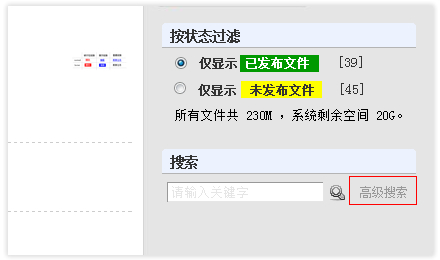 按状态过滤
仅显示 已发布文件 [39]
仅显示 未发布文件 [45]
所有文件共 230M ，系统剩余空间 20G。
搜索
请输入关键字 高级搜索